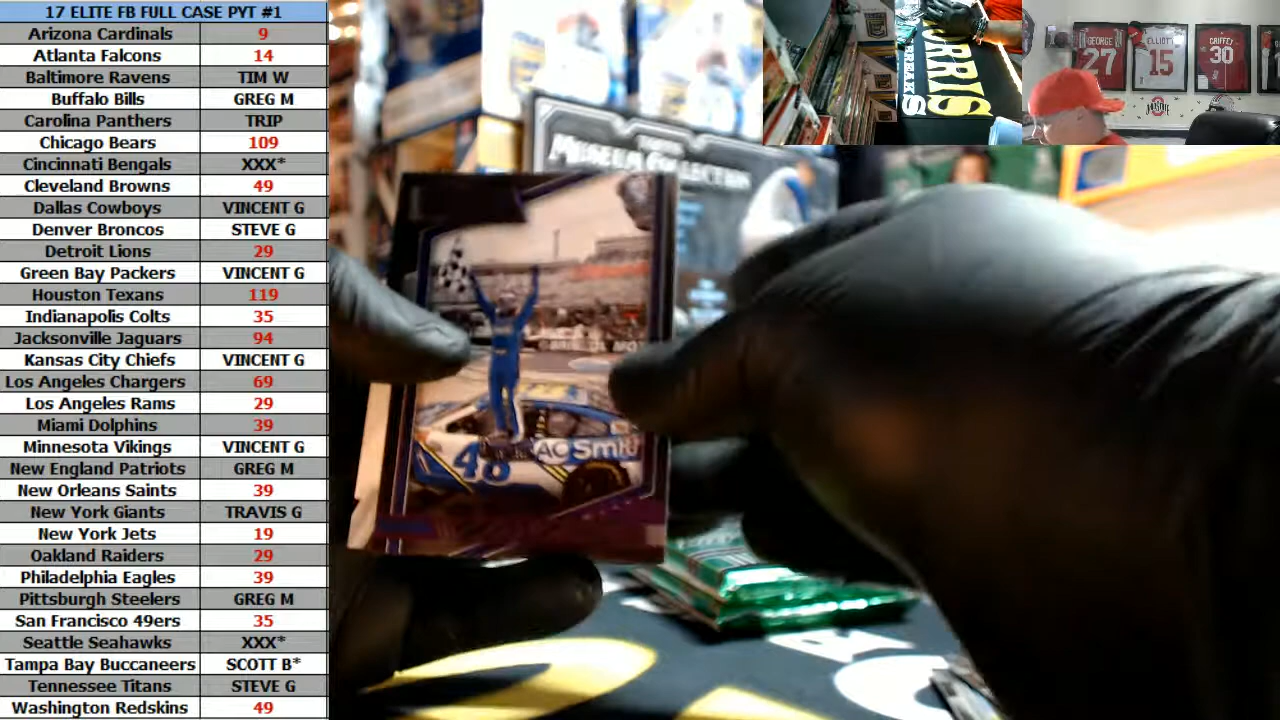 17 ELITE FB FULL CASE PYT #1
Arizona Cardinals 9
Atlanta Falcons 14
Baltimore Ravens TIM W
Buffalo Bills GREG M
Carolina Panthers TRIP
Chicago Bears 109
Cincinnati Bengals XXX*
Cleveland Browns 49
Dallas Cowboys VINCENT G
Denver Broncos STEVE G
Detroit Lions 29
Green Bay Packers VINCENT G
Houston Texans 119
Indianapolis Colts 35
Jacksonville Jaguars 94
Kansas City Chiefs VINCENT G
Los Angeles Chargers 69
Los Angeles Rams 29
Miami Dolphins 39
Minnesota Vikings VINCENT G
New England Patriots GREG M
New Orleans Saints 39
New York Giants TRAVIS G
New York Jets 19
Oakland Raiders 29
Philadelphia Eagles 39
Pittsburgh Steelers GREG M
San Francisco 49ers 35
Seattle Seahawks XXX*
Tampa Bay Buccaneers SCOTT B*
Tennessee Titans STEVE G
Washington Redskins 49
MUSEUM COLLECTION
48
AO Smith
BREAKS
GEORGE
27
ELLIOTT
15
GRIFFEY
30